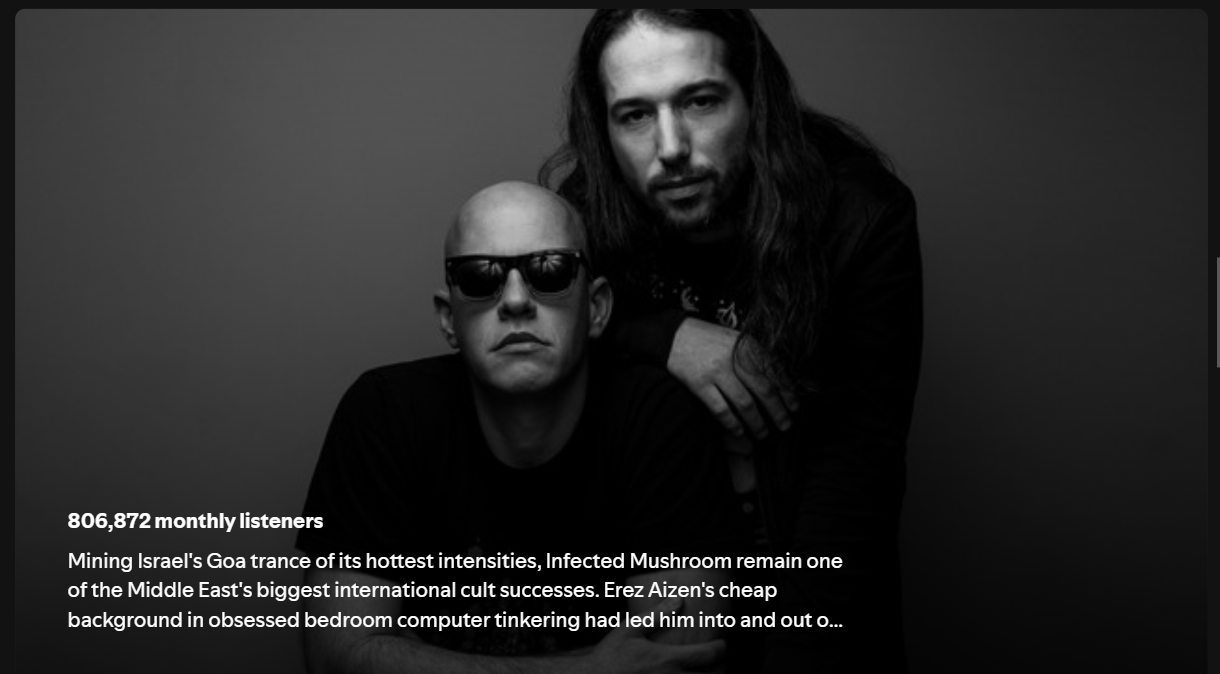 806,872 monthly listeners
Mining Israel's Goa trance of its hottest intensities, Infected Mushroom remain one
of the Middle East's biggest international cult successes. Erez Aizen's cheap
background in obsessed bedroom computer tinkering had led him into and out o...